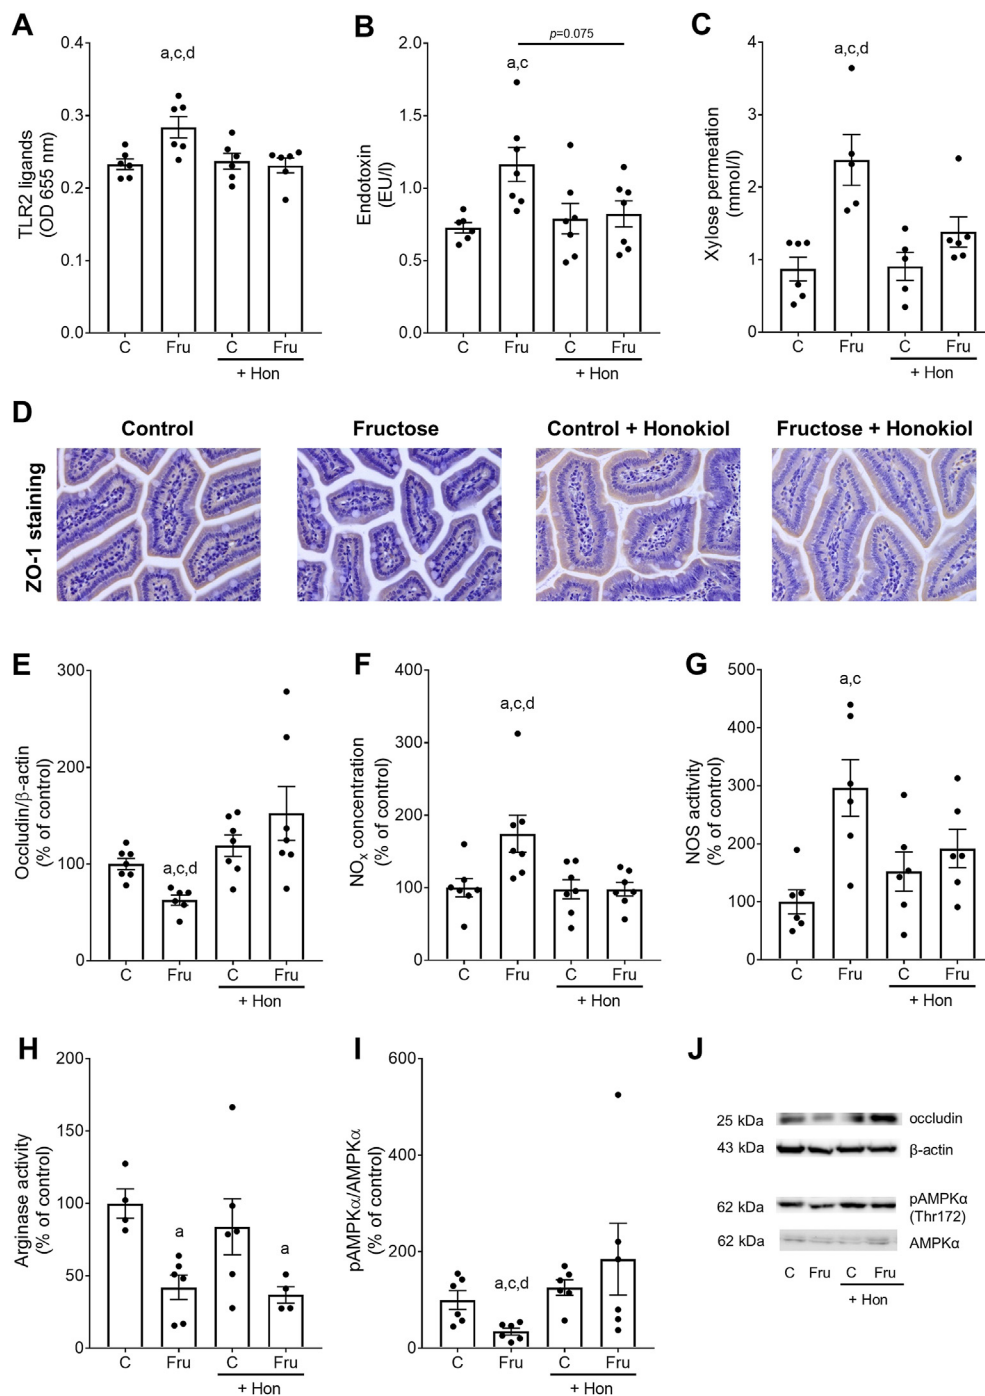 A
TLR2 ligands
(OD 655 nm)
0.4
0.3
0.2
0.1
0.0
a,c,d
C Fru C Fru
+ Hon
B
Endotoxin
(EU/l)
2.0
1.5
1.0
0.5
0.0
p=0.075
a,c
C Fru C Fru
+ Hon
C
Xylose permeation
(mmol/l)
4
3
2
1
0
a,c,d
C Fru C Fru
+ Hon
D
Control Fructose Control + Honokiol Fructose + Honokiol
ZO-1 staining
E
Occludin/β-actin
(% of control)
300
200
150
100
50
0
a,c,d
C Fru C Fru
+ Hon
F
NOx concentration
(% of control)
400
300
200
100
0
a,c,d
C Fru C Fru
+ Hon
G
NOS actitvity
(% of control)
500
400
300
200
100
0
a,c
C Fru C Fru
+ Hon
H
Arginase activity
(% of control)
200
150
100
50
0
a
a
C Fru C Fru
+ Hon
I
pAMPKα/AMPKα
(% of control)
600
400
200
0
a,c,d
C Fru C Fru
+ Hon
J
25 kDa occludin
43 kDa β-actin
62 kDa pAMPKα
(Thr172)
62 kDa AMPKα
C Fru C Fru
+ Hon